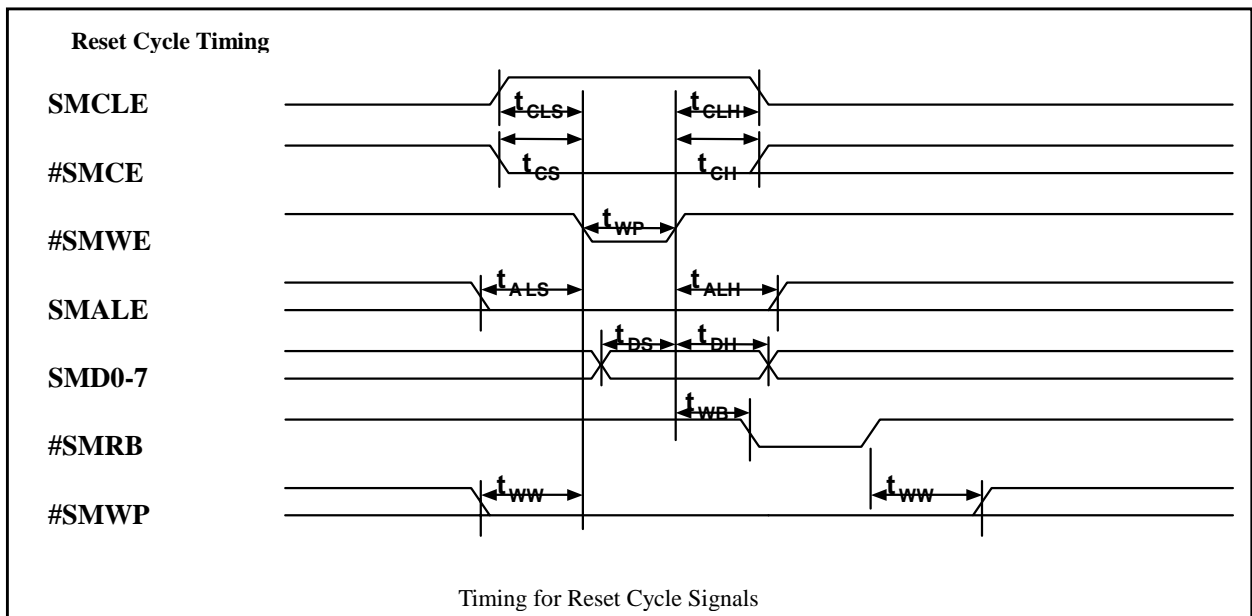 Reset Cycle Timing
SMCLE
tCLS tCLH
#SMCE
tCS tCH
#SMWE
tWP
SMALE
tALS tALH
SMD0-7
tDS tDH
#SMRB
tWB
#SMWP
tWW tWW
Timing for Reset Cycle Signals